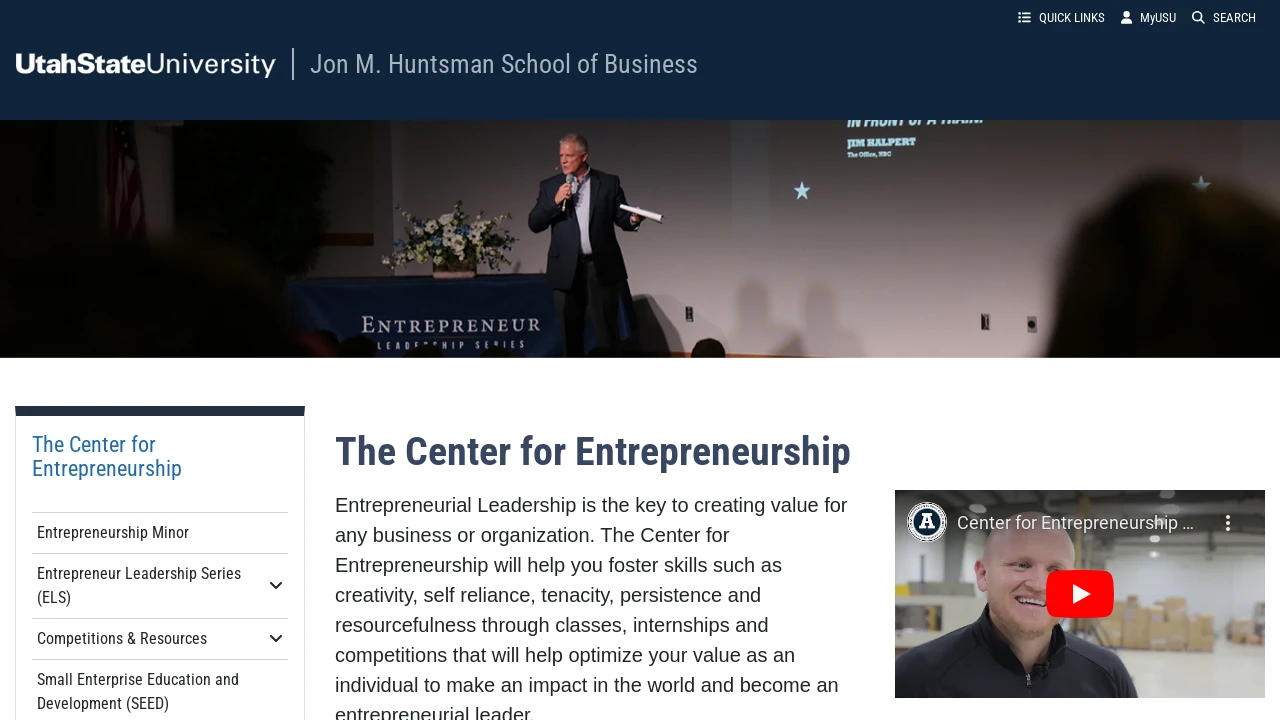 QUICK LINKS MyUSU SEARCH
UtahStateUniversity Jon M. Huntsman School of Business
IN FRONT OF A TRAIN.
JIM HALPERT
The Office, NBC
ENTREPRENEUR
LEADERSHIP SERIES
The Center for
Entrepreneurship
Entrepreneurship Minor
Entrepreneur Leadership Series
(ELS)
Competitions & Resources
Small Enterprise Education and
Development (SEED)
The Center for Entrepreneurship
Entrepreneurial Leadership is the key to creating value for
any business or organization. The Center for
Entrepreneurship will help you foster skills such as
creativity, self reliance, tenacity, persistence and
resourcefulness through classes, internships and
competitions that will help optimize your value as an
individual to make an impact in the world and become an
entrepreneurial leader.
A Center for Entrepreneurship ...